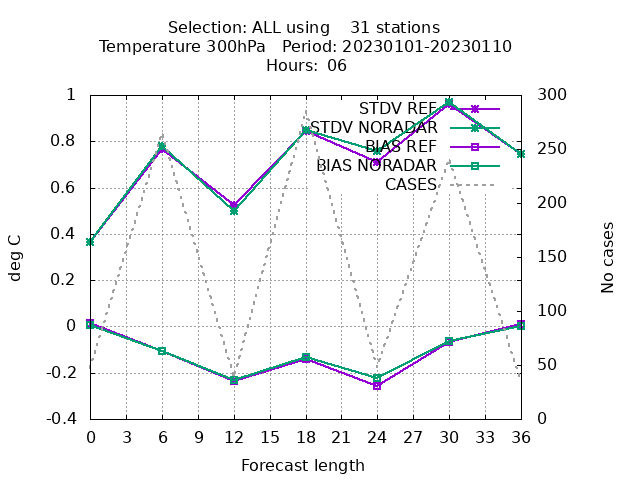 Selection: ALL using    31 stations
Temperature 300hPa   Period: 20230101-20230110
Hours:  06
STDV REF
STDV NORADAR
BIAS REF
BIAS NORADAR
CASES
1
0.8
0.6
0.4
0.2
0
-0.2
-0.4
deg C
300
250
200
150
100
50
0
No cases
0 3 6 9 12 15 18 21 24 27 30 33 36
Forecast length